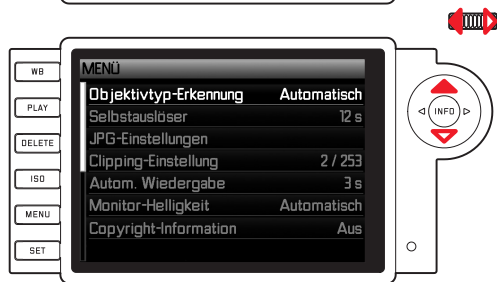 WB
PLAY
DELETE
ISO
MENU
SET
MENÜ
Objektivtyp-Erkennung Automatisch
Selbstauslöser 12 s
JPG-Einstellungen
Clipping-Einstellung 2 / 253
Autom. Wiedergabe 3 s
Monitor-Helligkeit Automatisch
Copyright-Information Aus
INFO